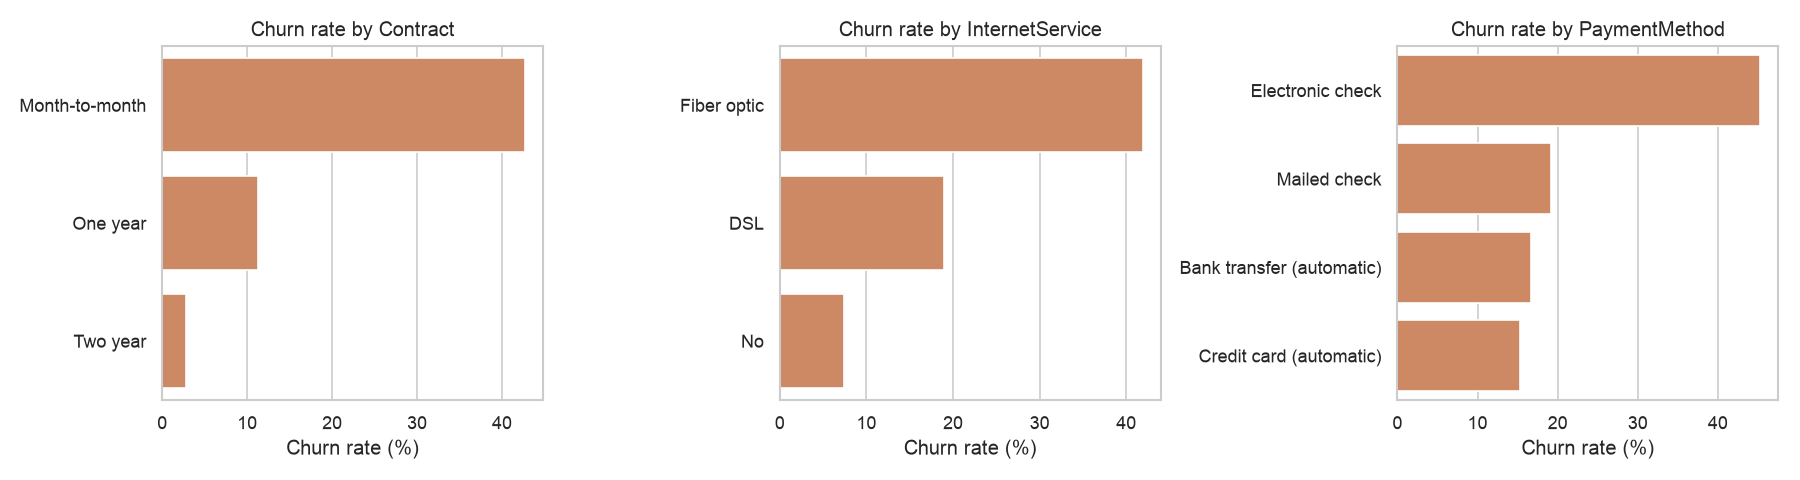 Churn rate by Contract
Month-to-month
One year
Two year
0 10 20 30 40
Churn rate (%)
Churn rate by InternetService
Fiber optic
DSL
No
0 10 20 30 40
Churn rate (%)
Churn rate by PaymentMethod
Electronic check
Mailed check
Bank transfer (automatic)
Credit card (automatic)
0 10 20 30 40
Churn rate (%)